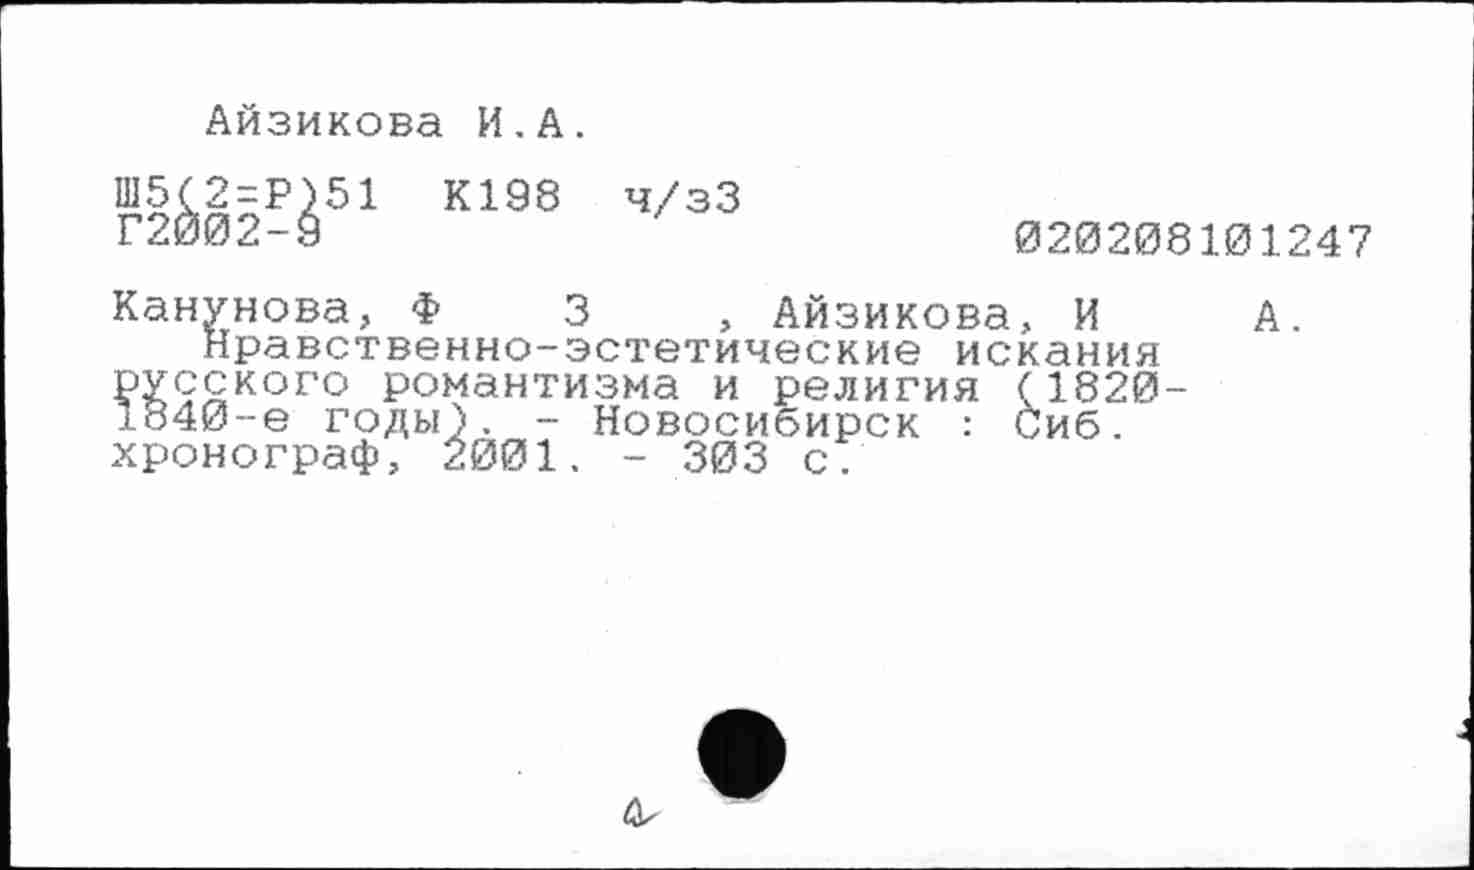 Айзикова И.А.
Ш5(2=Р)51 К198 ч/з3
Г2002-9
020208101247
Канунова, Ф З , Айзикова, И А.
Нравственно-эстетические искания
русского романтизма и религия (1820-
1840-е годы). - Новосибирск : Сиб.
хронограф, 2001. - 303 с.
а